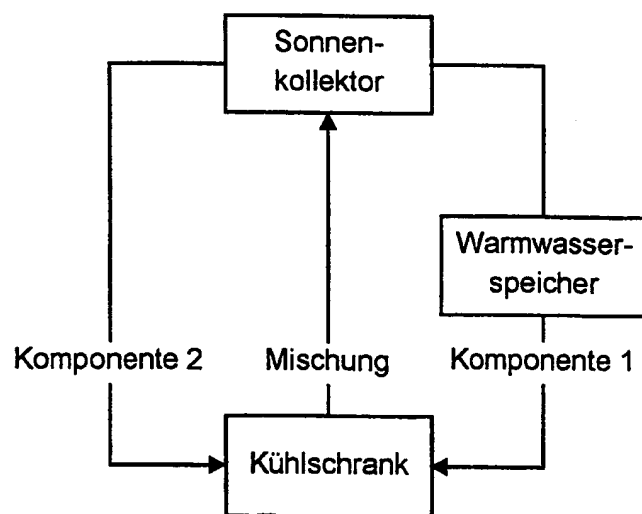 Sonnen-
kollektor
Warmwasser-
speicher
Komponente 2 Mischung Komponente 1
Kühlschrank